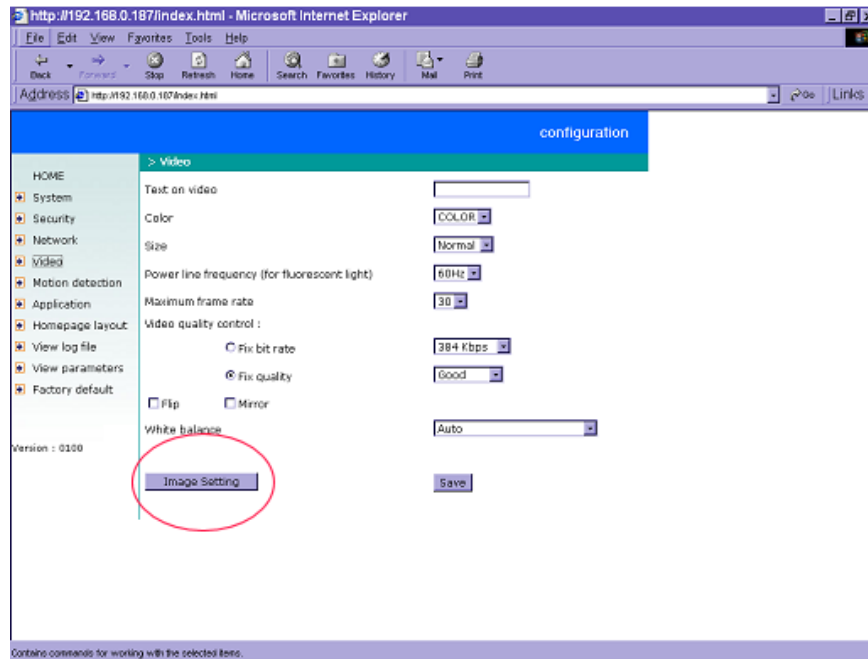 http://192.168.0.187/index.html - Microsoft Internet Explorer
File Edit View Favorites Tools Help
Back Forward Stop Refresh Home Search Favorites History Mail Print
Address http://192.168.0.187/index.html Go Links
configuration
> Video
HOME
System
Security
Network
Video
Motion detection
Application
Homepage layout
View log file
View parameters
Factory default
Version : 0100
Text on video
Color COLOR
Size Normal
Power line frequency (for fluorescent light) 60Hz
Maximum frame rate 30
Video quality control :
Fix bit rate 384 Kbps
Fix quality Good
Flip Mirror
White balance Auto
Image Setting Save
Contains commands for working with the selected items.